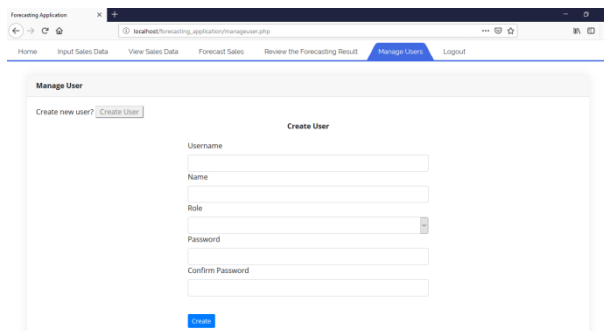 Forecasting Application
localhost/forecasting_application/manageuser.php
Home Input Sales Data View Sales Data Forecast Sales Review the Forecasting Result Manage Users Logout
Manage User
Create new user? Create User
Create User
Username
Name
Role
Password
Confirm Password
Create